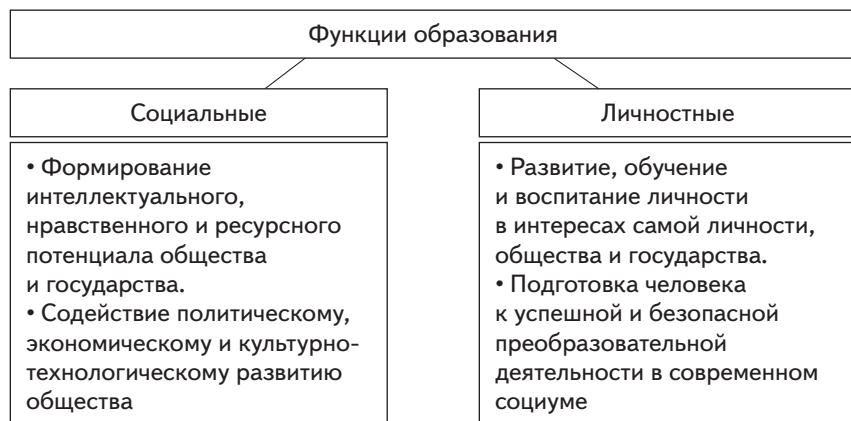 Функции образования
Социальные
• Формирование
интеллектуального,
нравственного и ресурсного
потенциала общества
и государства.
• Содействие политическому,
экономическому и культурно-
технологическому развитию
общества
Личностные
• Развитие, обучение
и воспитание личности
в интересах самой личности,
общества и государства.
• Подготовка человека
к успешной и безопасной
преобразовательной
деятельности в современном
социуме